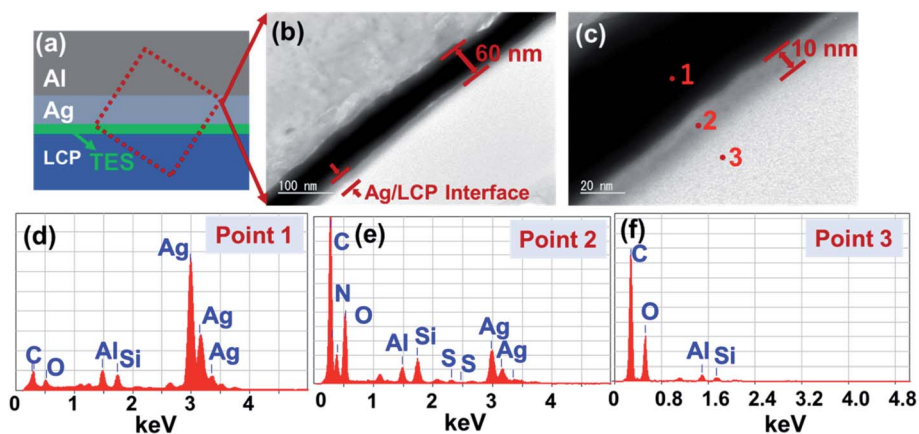 (a)
Al
Ag
LCP
TES
(b)
60 nm
100 nm
Ag/LCP Interface
(c)
10 nm
1
2
3
20 nm
(d)
Point 1
Ag
Ag
Ag
C
O
Al
Si
0 1 2 3 4 5
keV
(e)
Point 2
C
N
O
Al
Si
S
S
Ag
Ag
0 1 2 3 4 5
keV
(f)
Point 3
C
O
Al
Si
0 0.8 1.6 2.4 3.2 4.0 4.8
keV